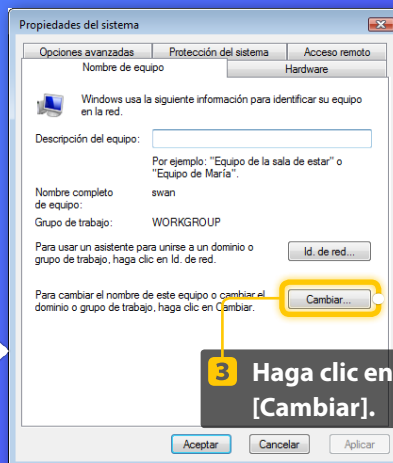 Propiedades del sistema
Opciones avanzadas
Protección del sistema
Acceso remoto
Nombre de equipo
Hardware
Windows usa la siguiente información para identificar su equipo
en la red.
Descripción del equipo:
Por ejemplo: "Equipo de la sala de estar" o
"Equipo de María".
Nombre completo
de equipo:
swan
Grupo de trabajo:
WORKGROUP
Para usar un asistente para unirse a un dominio o
grupo de trabajo, haga clic en Id. de red.
Id. de red...
Para cambiar el nombre de este equipo o cambiar el
dominio o grupo de trabajo, haga clic en Cambiar.
Cambiar...
3 Haga clic en
[Cambiar].
Aceptar
Cancelar
Aplicar